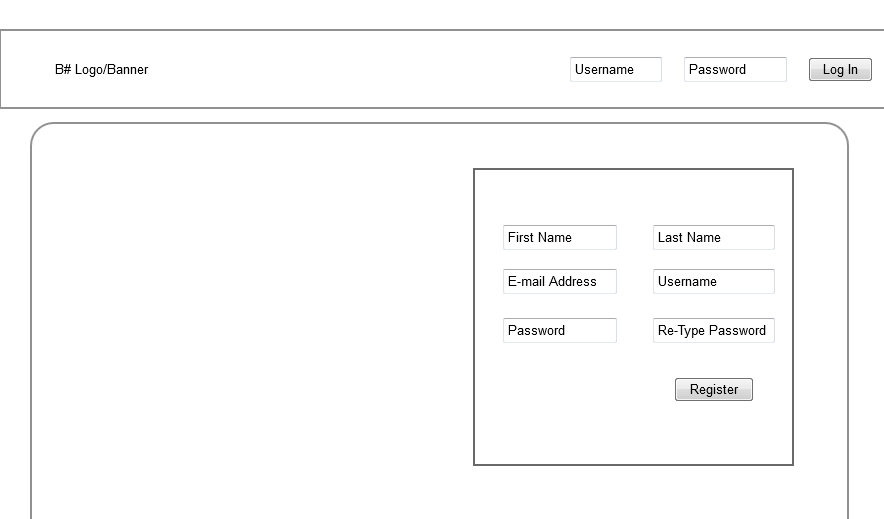 B# Logo/Banner
Username
Password
Log In
First Name
Last Name
E-mail Address
Username
Password
Re-Type Password
Register